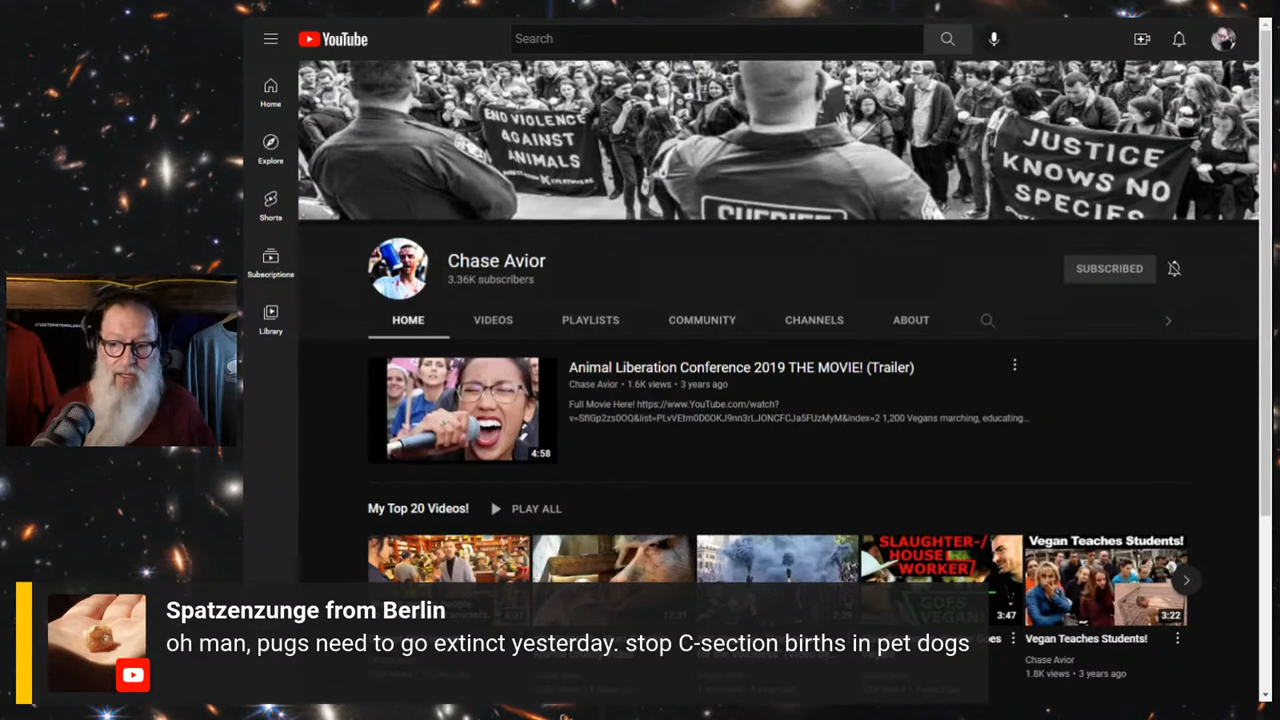 YouTube
Search
Home
Explore
Shorts
Subscriptions
Library
END VIOLENCE
AGAINST
ANIMALS
JUSTICE
KNOWS NO
SPECIES
SHERIFF
Chase Avior
3.36K subscribers
SUBSCRIBED
HOME VIDEOS PLAYLISTS COMMUNITY CHANNELS ABOUT
Animal Liberation Conference 2019 THE MOVIE! (Trailer)
Chase Avior • 1.6K views • 3 years ago
Full Movie Here! https://www.YouTube.com/watch?
v=SflGp2zs0OQ&list=PLvVEtm0D0OKJ9nn3rLJONCFCJa5FUzMyM&index=2 1,200 Vegans marching, educating...
4:58
My Top 20 Videos! PLAY ALL
SLAUGHTER-/
HOUSE
WORKER/
GOES
VEGAN!
3:47
Vegan Teaches Students!
3:22
Vegan Teaches Students!
Chase Avior
1.8K views • 3 years ago
Spatzenzunge from Berlin
oh man, pugs need to go extinct yesterday. stop C-section births in pet dogs